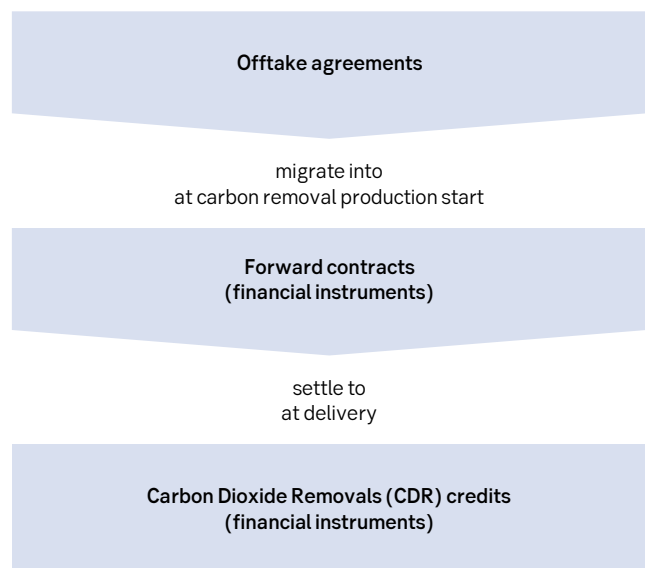 Offtake agreements
migrate into
at carbon removal production start
Forward contracts
(financial instruments)
settle to
at delivery
Carbon Dioxide Removals (CDR) credits
(financial instruments)